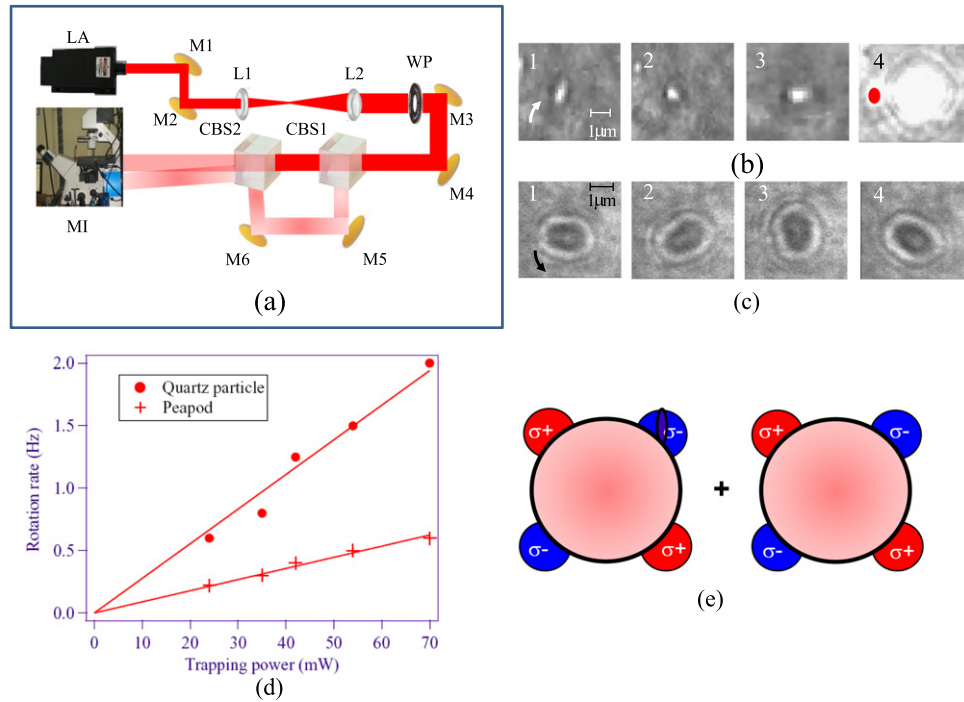 LA
M1
L1
L2
WP
M2
CBS2
CBS1
M3
M4
MI
M6
M5
(a)
1
2
3
4
1μm
(b)
1
2
3
4
1μm
(c)
2.0
1.5
1.0
0.5
0.0
Rotation rate (Hz)
Quartz particle
Peapod
0 10 20 30 40 50 60 70
Trapping power (mW)
(d)
σ+ σ- σ+ σ-
+
σ- σ+ σ- σ+
(e)